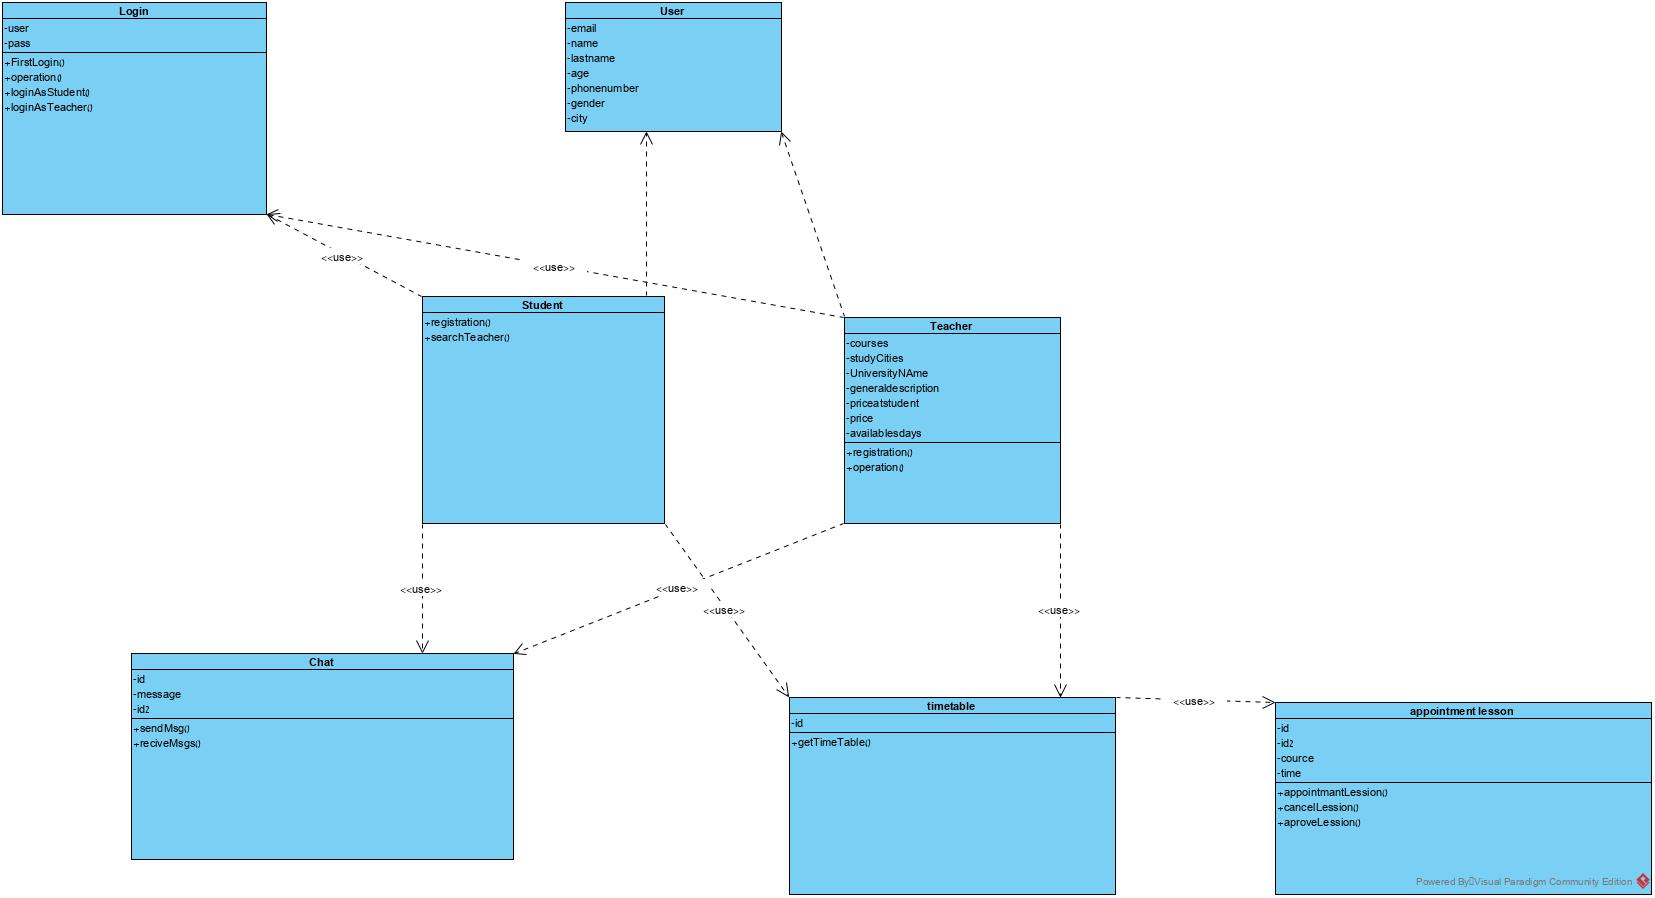 Login
-user
-pass
+FirstLogin()
+operation()
+loginAsStudent()
+loginAsTeacher()
User
-email
-name
-lastname
-age
-phonenumber
-gender
-city
<<use>>
<<use>>
Student
+registration()
+searchTeacher()
Teacher
-courses
-studyCities
-UniversityNAme
-generaldescription
-priceatstudent
-price
-availablesdays
+registration()
+operation()
<<use>>
<<use>>
<<use>>
<<use>>
Chat
-id
-message
-id2
+sendMsg()
+reciveMsgs()
timetable
-id
+getTimeTable()
<<use>>
appointment lesson
-id
-id2
-cource
-time
+appointmantLession()
+cancelLession()
+aproveLession()
Powered By Visual Paradigm Community Edition